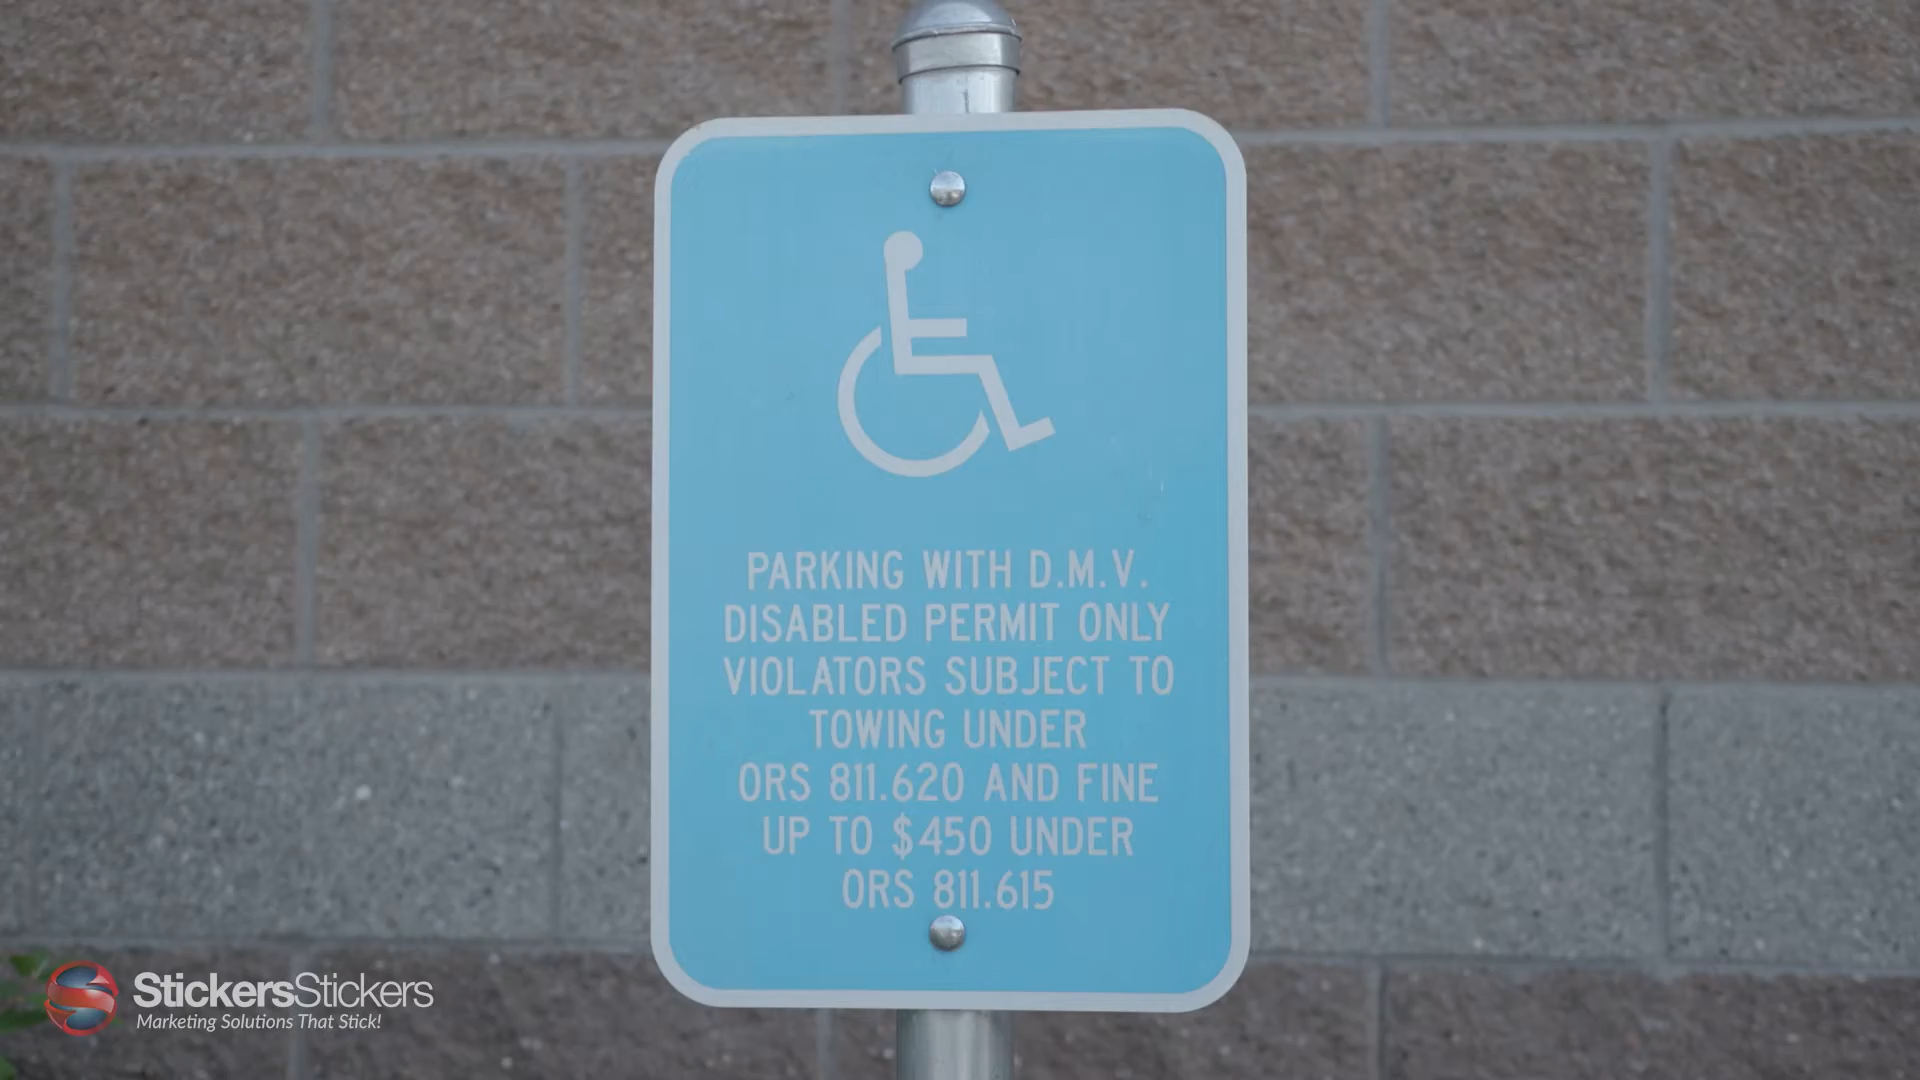 PARKING WITH D.M.V.
DISABLED PERMIT ONLY
VIOLATORS SUBJECT TO
TOWING UNDER
ORS 811.620 AND FINE
UP TO $450 UNDER
ORS 811.615
StickersStickers
Marketing Solutions That Stick!